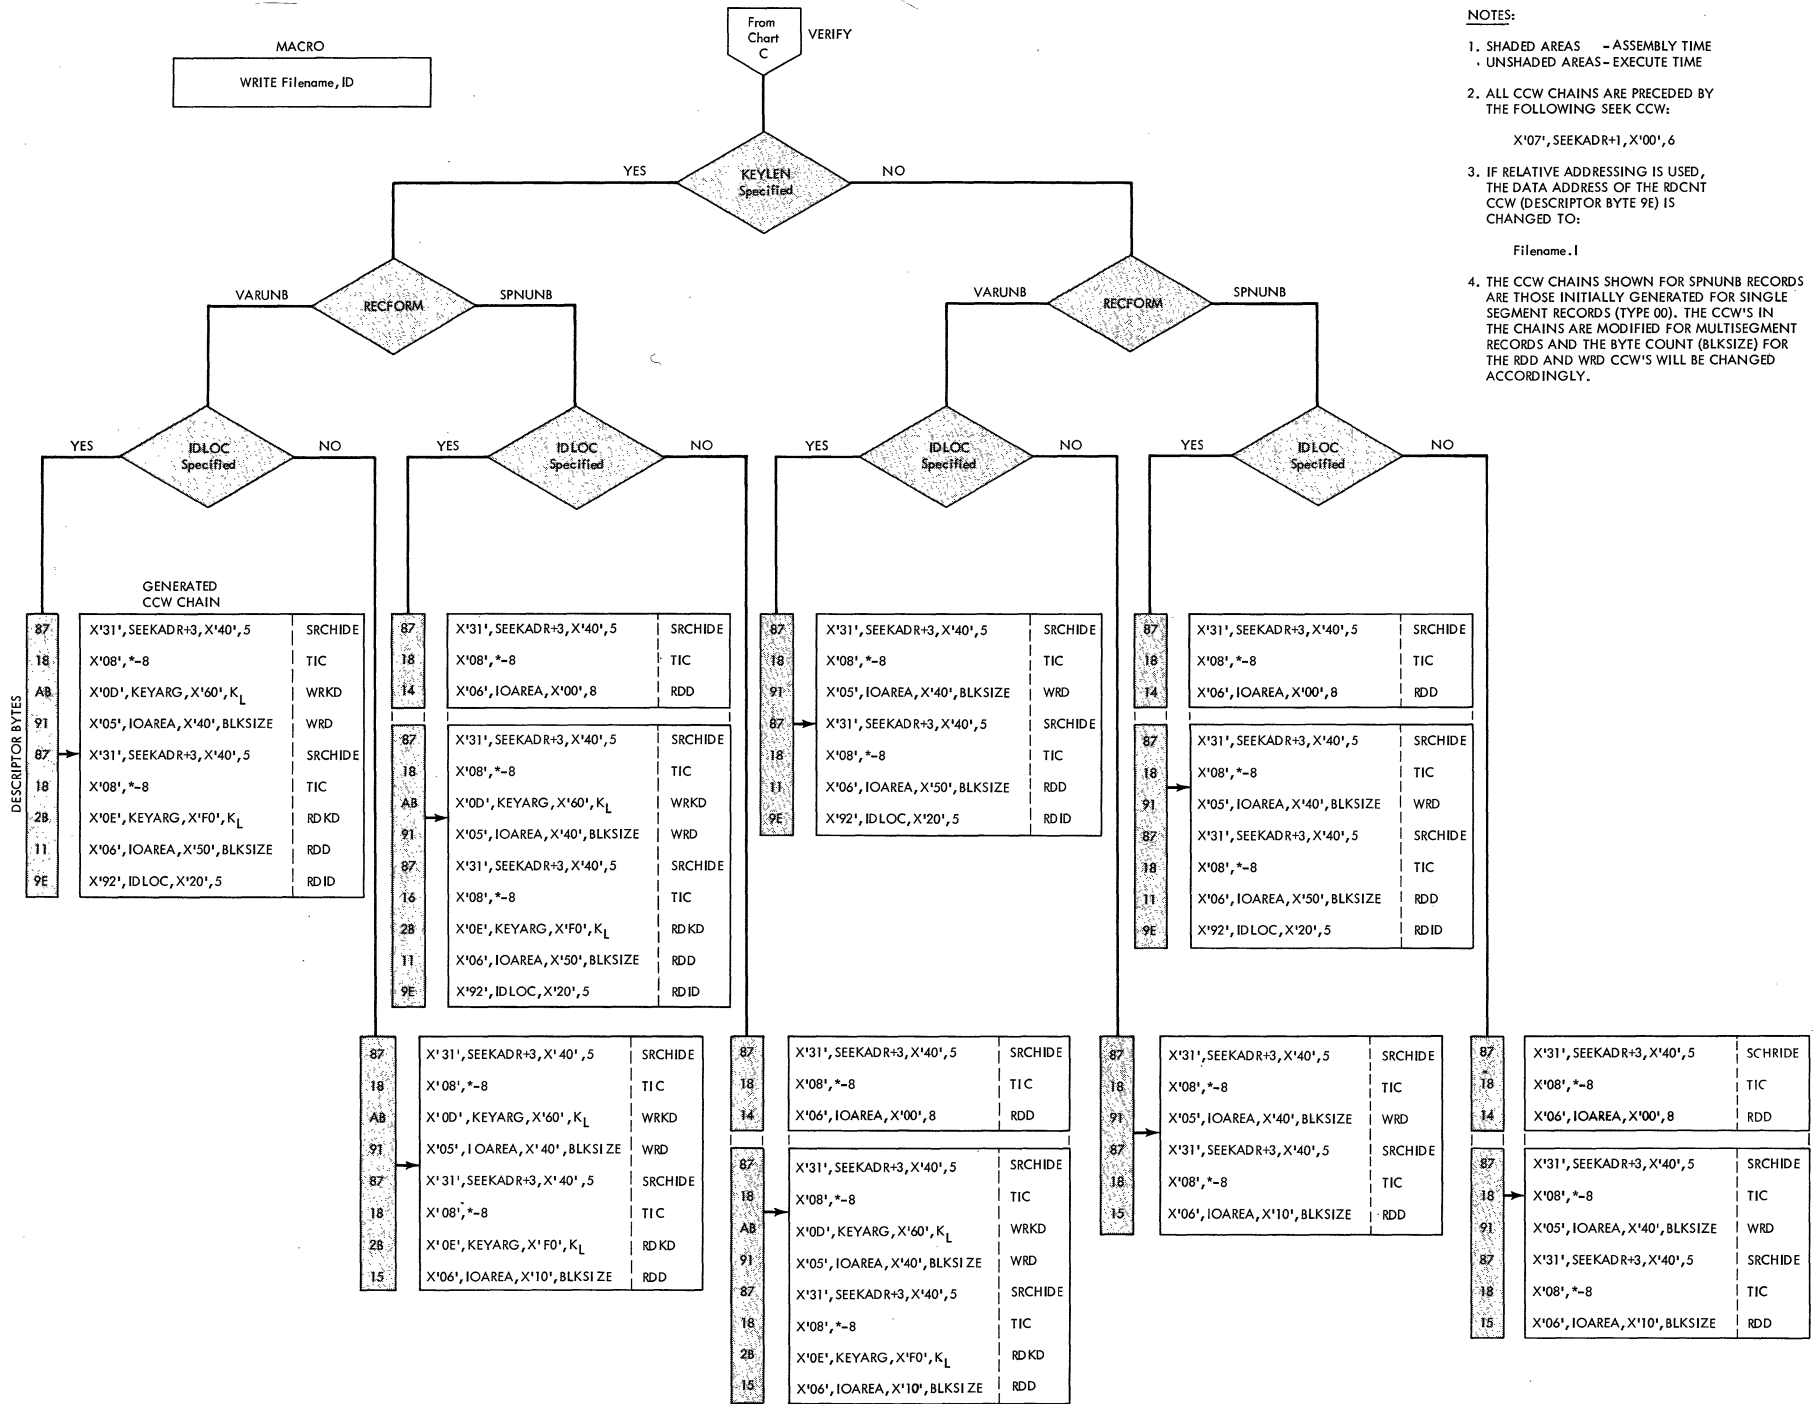 From
Chart
C
VERIFY
MACRO
WRITE Filename,ID
NOTES:
1. SHADED AREAS - ASSEMBLY TIME
UNSHADED AREAS - EXECUTE TIME
2. ALL CCW CHAINS ARE PRECEDED BY
THE FOLLOWING SEEK CCW:
X'07',SEEKADR+1,X'00',6
3. IF RELATIVE ADDRESSING IS USED,
THE DATA ADDRESS OF THE RDCNT
CCW (DESCRIPTOR BYTE 9E) IS
CHANGED TO:
Filename.I
4. THE CCW CHAINS SHOWN FOR SPNUNB RECORDS
ARE THOSE INITIALLY GENERATED FOR SINGLE
SEGMENT RECORDS (TYPE 00). THE CCW'S IN
THE CHAINS ARE MODIFIED FOR MULTISEGMENT
RECORDS AND THE BYTE COUNT (BLKSIZE) FOR
THE RDD AND WRD CCW'S WILL BE CHANGED
ACCORDINGLY.
YES
KEYLEN
Specified
NO
VARUNB
RECFORM
SPNUNB
VARUNB
RECFORM
SPNUNB
YES
IDLOC
Specified
NO
YES
IDLOC
Specified
NO
YES
IDLOC
Specified
NO
YES
IDLOC
Specified
NO
GENERATED
CCW CHAIN
DESCRIPTOR BYTES
87 X'31',SEEKADR+3,X'40',5 SRCHIDE
18 X'08',*-8 TIC
AB X'0D',KEYARG,X'60',KL WRKD
91 X'05',IOAREA,X'40',BLKSIZE WRD
87 X'31',SEEKADR+3,X'40',5 SRCHIDE
18 X'08',*-8 TIC
2B X'0E',KEYARG,X'F0',KL RDKD
11 X'06',IOAREA,X'50',BLKSIZE RDD
9E X'92',IDLOC,X'20',5 RDID
87 X'31',SEEKADR+3,X'40',5 SRCHIDE
18 X'08',*-8 TIC
14 X'06',IOAREA,X'00',8 RDD
87 X'31',SEEKADR+3,X'40',5 SRCHIDE
18 X'08',*-8 TIC
AB X'0D',KEYARG,X'60',KL WRKD
91 X'05',IOAREA,X'40',BLKSIZE WRD
87 X'31',SEEKADR+3,X'40',5 SRCHIDE
16 X'08',*-8 TIC
2B X'0E',KEYARG,X'F0',KL RDKD
11 X'06',IOAREA,X'50',BLKSIZE RDD
9E X'92',IDLOC,X'20',5 RDID
87 X'31',SEEKADR+3,X'40',5 SRCHIDE
18 X'08',*-8 TIC
91 X'05',IOAREA,X'40',BLKSIZE WRD
87 X'31',SEEKADR+3,X'40',5 SRCHIDE
18 X'08',*-8 TIC
11 X'06',IOAREA,X'50',BLKSIZE RDD
9E X'92',IDLOC,X'20',5 RDID
87 X'31',SEEKADR+3,X'40',5 SRCHIDE
18 X'08',*-8 TIC
14 X'06',IOAREA,X'00',8 RDD
87 X'31',SEEKADR+3,X'40',5 SRCHIDE
18 X'08',*-8 TIC
91 X'05',IOAREA,X'40',BLKSIZE WRD
87 X'31',SEEKADR+3,X'40',5 SRCHIDE
18 X'08',*-8 TIC
11 X'06',IOAREA,X'50',BLKSIZE RDD
9E X'92',IDLOC,X'20',5 RDID
87 X'31',SEEKADR+3,X'40',5 SRCHIDE
18 X'08',*-8 TIC
AB X'0D',KEYARG,X'60',KL WRKD
91 X'05',IOAREA,X'40',BLKSIZE WRD
87 X'31',SEEKADR+3,X'40',5 SRCHIDE
18 X'08',*-8 TIC
2B X'0E',KEYARG,X'F0',KL RDKD
15 X'06',IOAREA,X'10',BLKSIZE RDD
87 X'31',SEEKADR+3,X'40',5 SRCHIDE
18 X'08',*-8 TIC
14 X'06',IOAREA,X'00',8 RDD
87 X'31',SEEKADR+3,X'40',5 SRCHIDE
18 X'08',*-8 TIC
AB X'0D',KEYARG,X'60',KL WRKD
91 X'05',IOAREA,X'40',BLKSIZE WRD
87 X'31',SEEKADR+3,X'40',5 SRCHIDE
18 X'08',*-8 TIC
2B X'0E',KEYARG,X'F0',KL RDKD
15 X'06',IOAREA,X'10',BLKSIZE RDD
87 X'31',SEEKADR+3,X'40',5 SRCHIDE
18 X'08',*-8 TIC
91 X'05',IOAREA,X'40',BLKSIZE WRD
87 X'31',SEEKADR+3,X'40',5 SRCHIDE
18 X'08',*-8 TIC
15 X'06',IOAREA,X'10',BLKSIZE RDD
87 X'31',SEEKADR+3,X'40',5 SCHRIDE
18 X'08',*-8 TIC
14 X'06',IOAREA,X'00',8 RDD
87 X'31',SEEKADR+3,X'40',5 SRCHIDE
18 X'08',*-8 TIC
91 X'05',IOAREA,X'40',BLKSIZE WRD
87 X'31',SEEKADR+3,X'40',5 SRCHIDE
18 X'08',*-8 TIC
15 X'06',IOAREA,X'10',BLKSIZE RDD